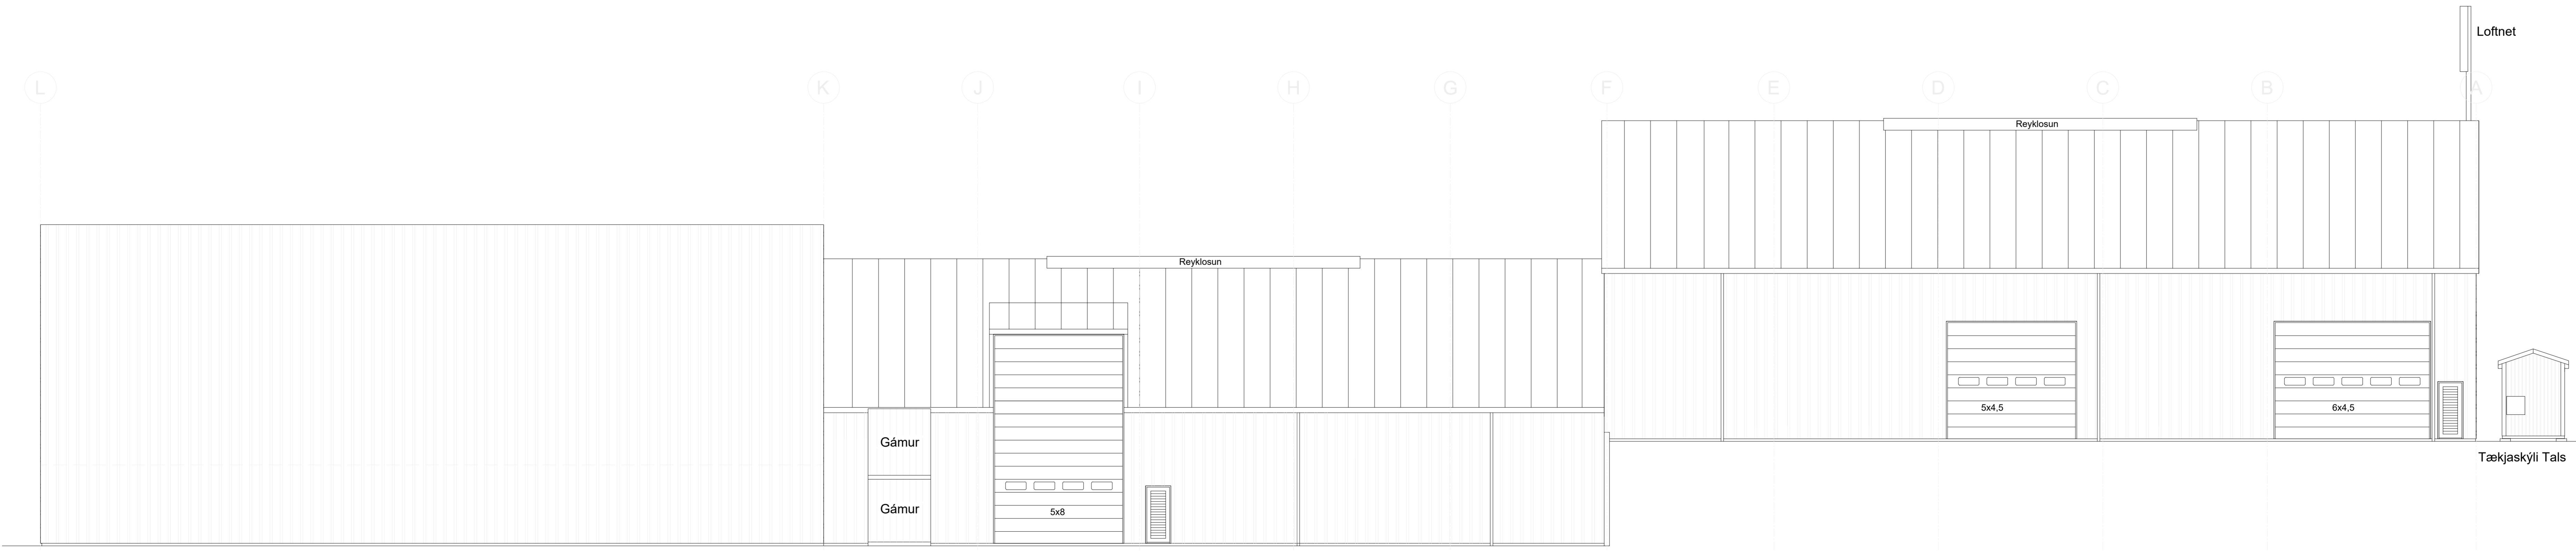 Loftnet
L K J I H G F E D C B A
Reyklosun
Reyklosun
5x4,5
6x4,5
Gámur
Tækjaskýli Tals
Gámur
5x8